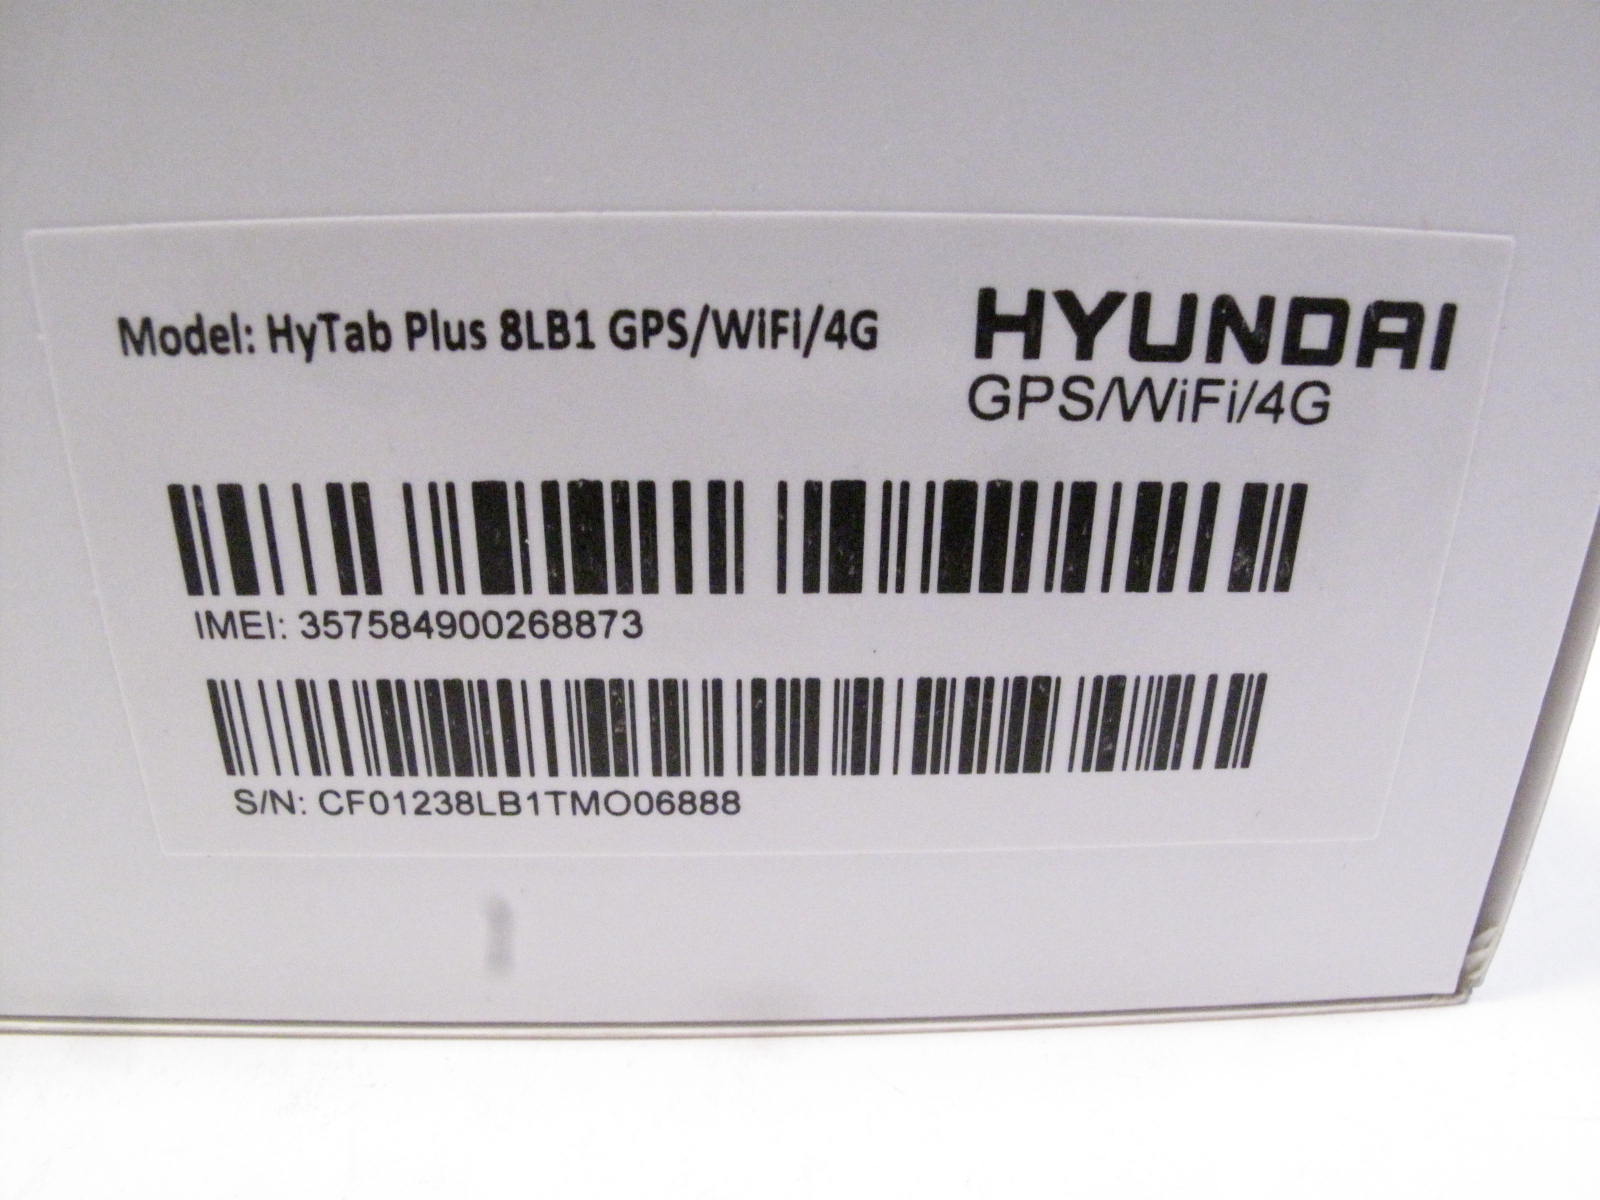 Model: HyTab Plus 8LB1 GPS/WiFi/4G
HYUNDAI
GPS/WiFi/4G
IMEI: 357584900268873
S/N: CF01238LB1TMO06888